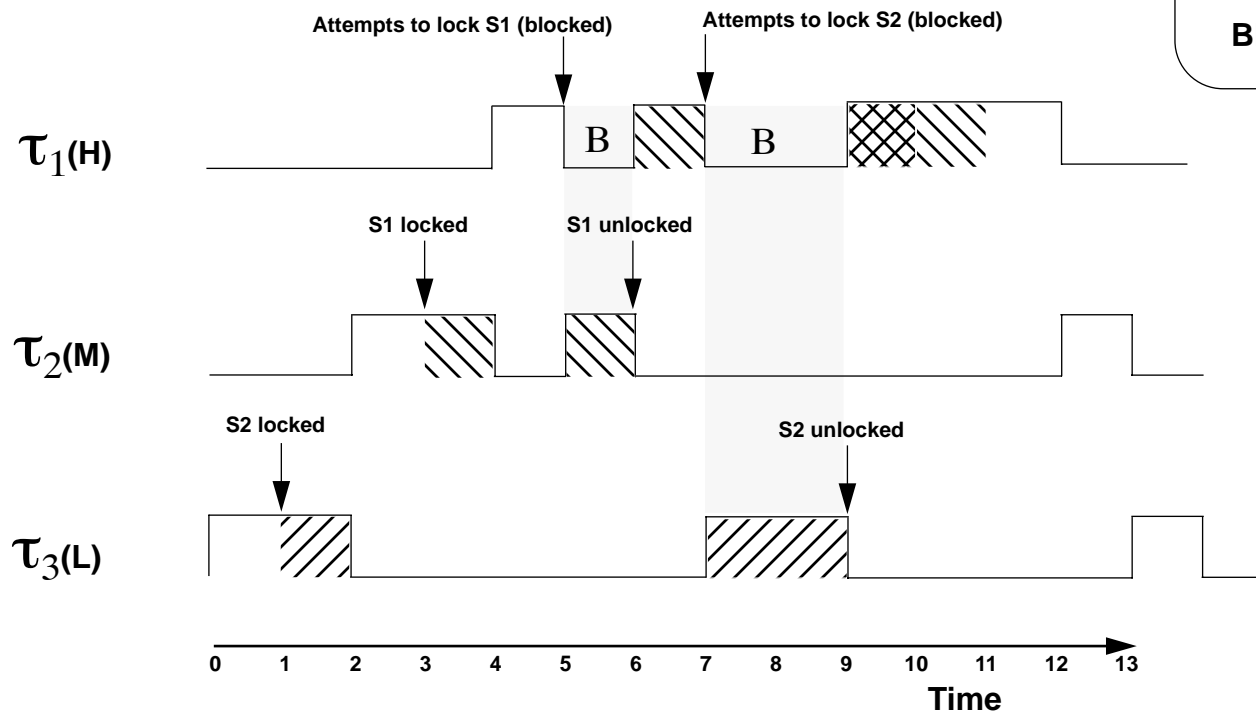 Attempts to lock S1 (blocked)
Attempts to lock S2 (blocked)
B
τ1(H)
B
B
S1 locked
S1 unlocked
τ2(M)
S2 locked
S2 unlocked
τ3(L)
0 1 2 3 4 5 6 7 8 9 10 11 12 13
Time